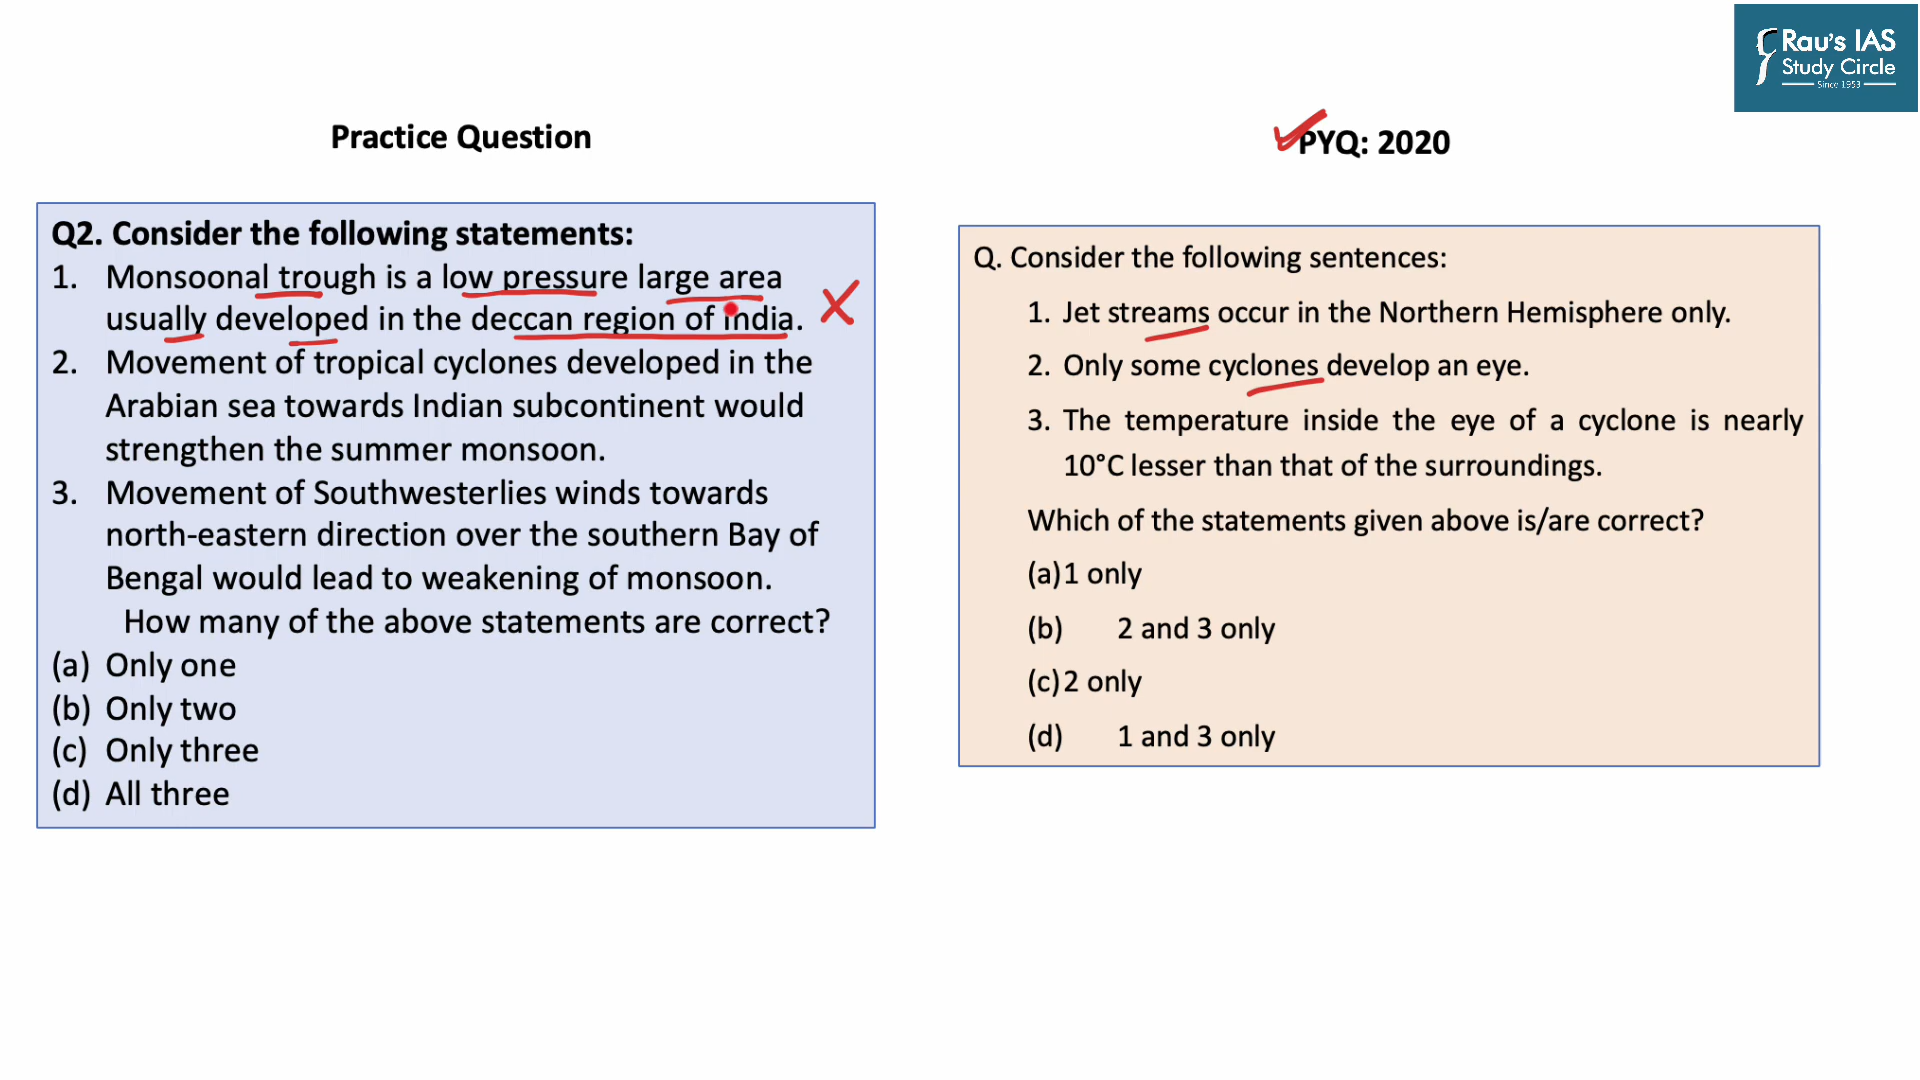 Rau's IAS
Study Circle
Since 1953
Practice Question
PYQ: 2020
Q2. Consider the following statements:
1. Monsoonal trough is a low pressure large area
usually developed in the deccan region of india.
2. Movement of tropical cyclones developed in the
Arabian sea towards Indian subcontinent would
strengthen the summer monsoon.
3. Movement of Southwesterlies winds towards
north-eastern direction over the southern Bay of
Bengal would lead to weakening of monsoon.
How many of the above statements are correct?
(a) Only one
(b) Only two
(c) Only three
(d) All three
Q. Consider the following sentences:
1. Jet streams occur in the Northern Hemisphere only.
2. Only some cyclones develop an eye.
3. The temperature inside the eye of a cyclone is nearly
10°C lesser than that of the surroundings.
Which of the statements given above is/are correct?
(a) 1 only
(b) 2 and 3 only
(c) 2 only
(d) 1 and 3 only